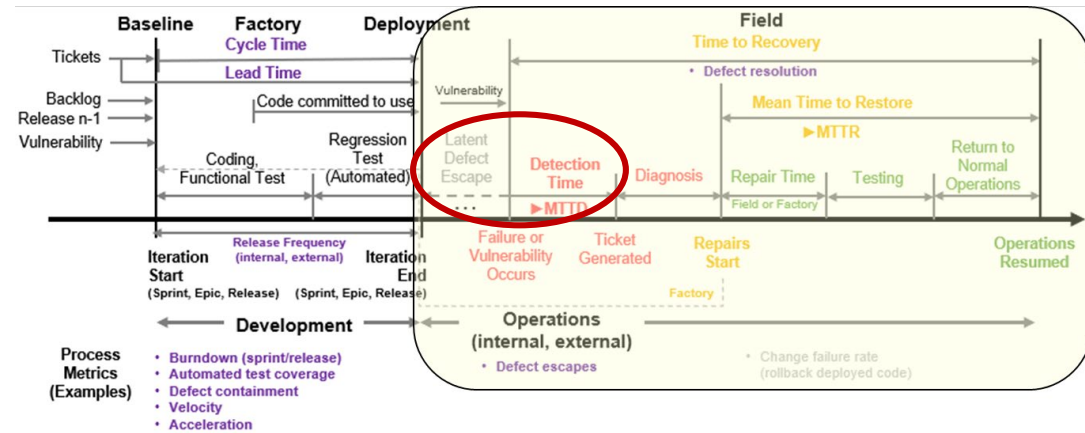 Baseline
Factory
Deployment
Field
Tickets
Cycle Time
Lead Time
Time to Recovery
• Defect resolution
Backlog
Release n-1
Vulnerability
Code committed to use
Vulnerability
Mean Time to Restore
►MTTR
Coding,
Functional Test
Regression
Test
(Automated)
Latent
Defect
Escape
...
Detection
Time
►MTTD
Diagnosis
Repair Time
Field or Factory
Testing
Return to
Normal
Operations
Release Frequency
(internal, external)
Iteration
Start
(Sprint, Epic, Release)
Iteration
End
(Sprint, Epic, Release)
Failure or
Vulnerability
Occurs
Ticket
Generated
Repairs
Start
Factory
Operations
Resumed
Development
Operations
(internal, external)
Process
Metrics
(Examples)
• Burndown (sprint/release)
• Automated test coverage
• Defect containment
• Velocity
• Acceleration
• Defect escapes
• Change failure rate
(rollback deployed code)